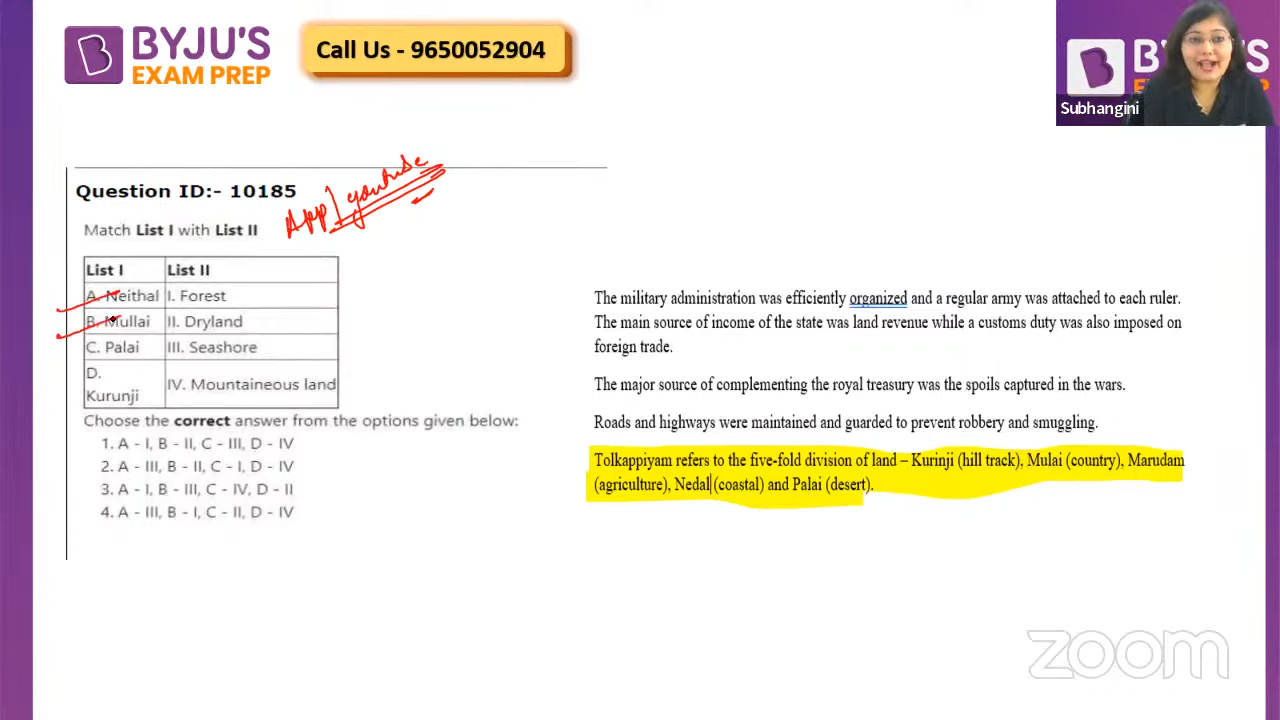 BYJU'S
EXAM PREP
Call Us - 9650052904
Subhangini
Question ID:- 10185
App| youtube
Match List I with List II
List I List II
A. Neithal I. Forest
B. Mullai II. Dryland
C. Palai III. Seashore
D.
Kurunji IV. Mountaineous land
Choose the correct answer from the options given below:
1. A - I, B - II, C - III, D - IV
2. A - III, B - II, C - I, D - IV
3. A - I, B - III, C - IV, D - II
4. A - III, B - I, C - II, D - IV
The military administration was efficiently organized and a regular army was attached to each ruler.
The main source of income of the state was land revenue while a customs duty was also imposed on
foreign trade.
The major source of complementing the royal treasury was the spoils captured in the wars.
Roads and highways were maintained and guarded to prevent robbery and smuggling.
Tolkappiyam refers to the five-fold division of land – Kurinji (hill track), Mulai (country), Marudam
(agriculture), Nedal (coastal) and Palai (desert).
zoom